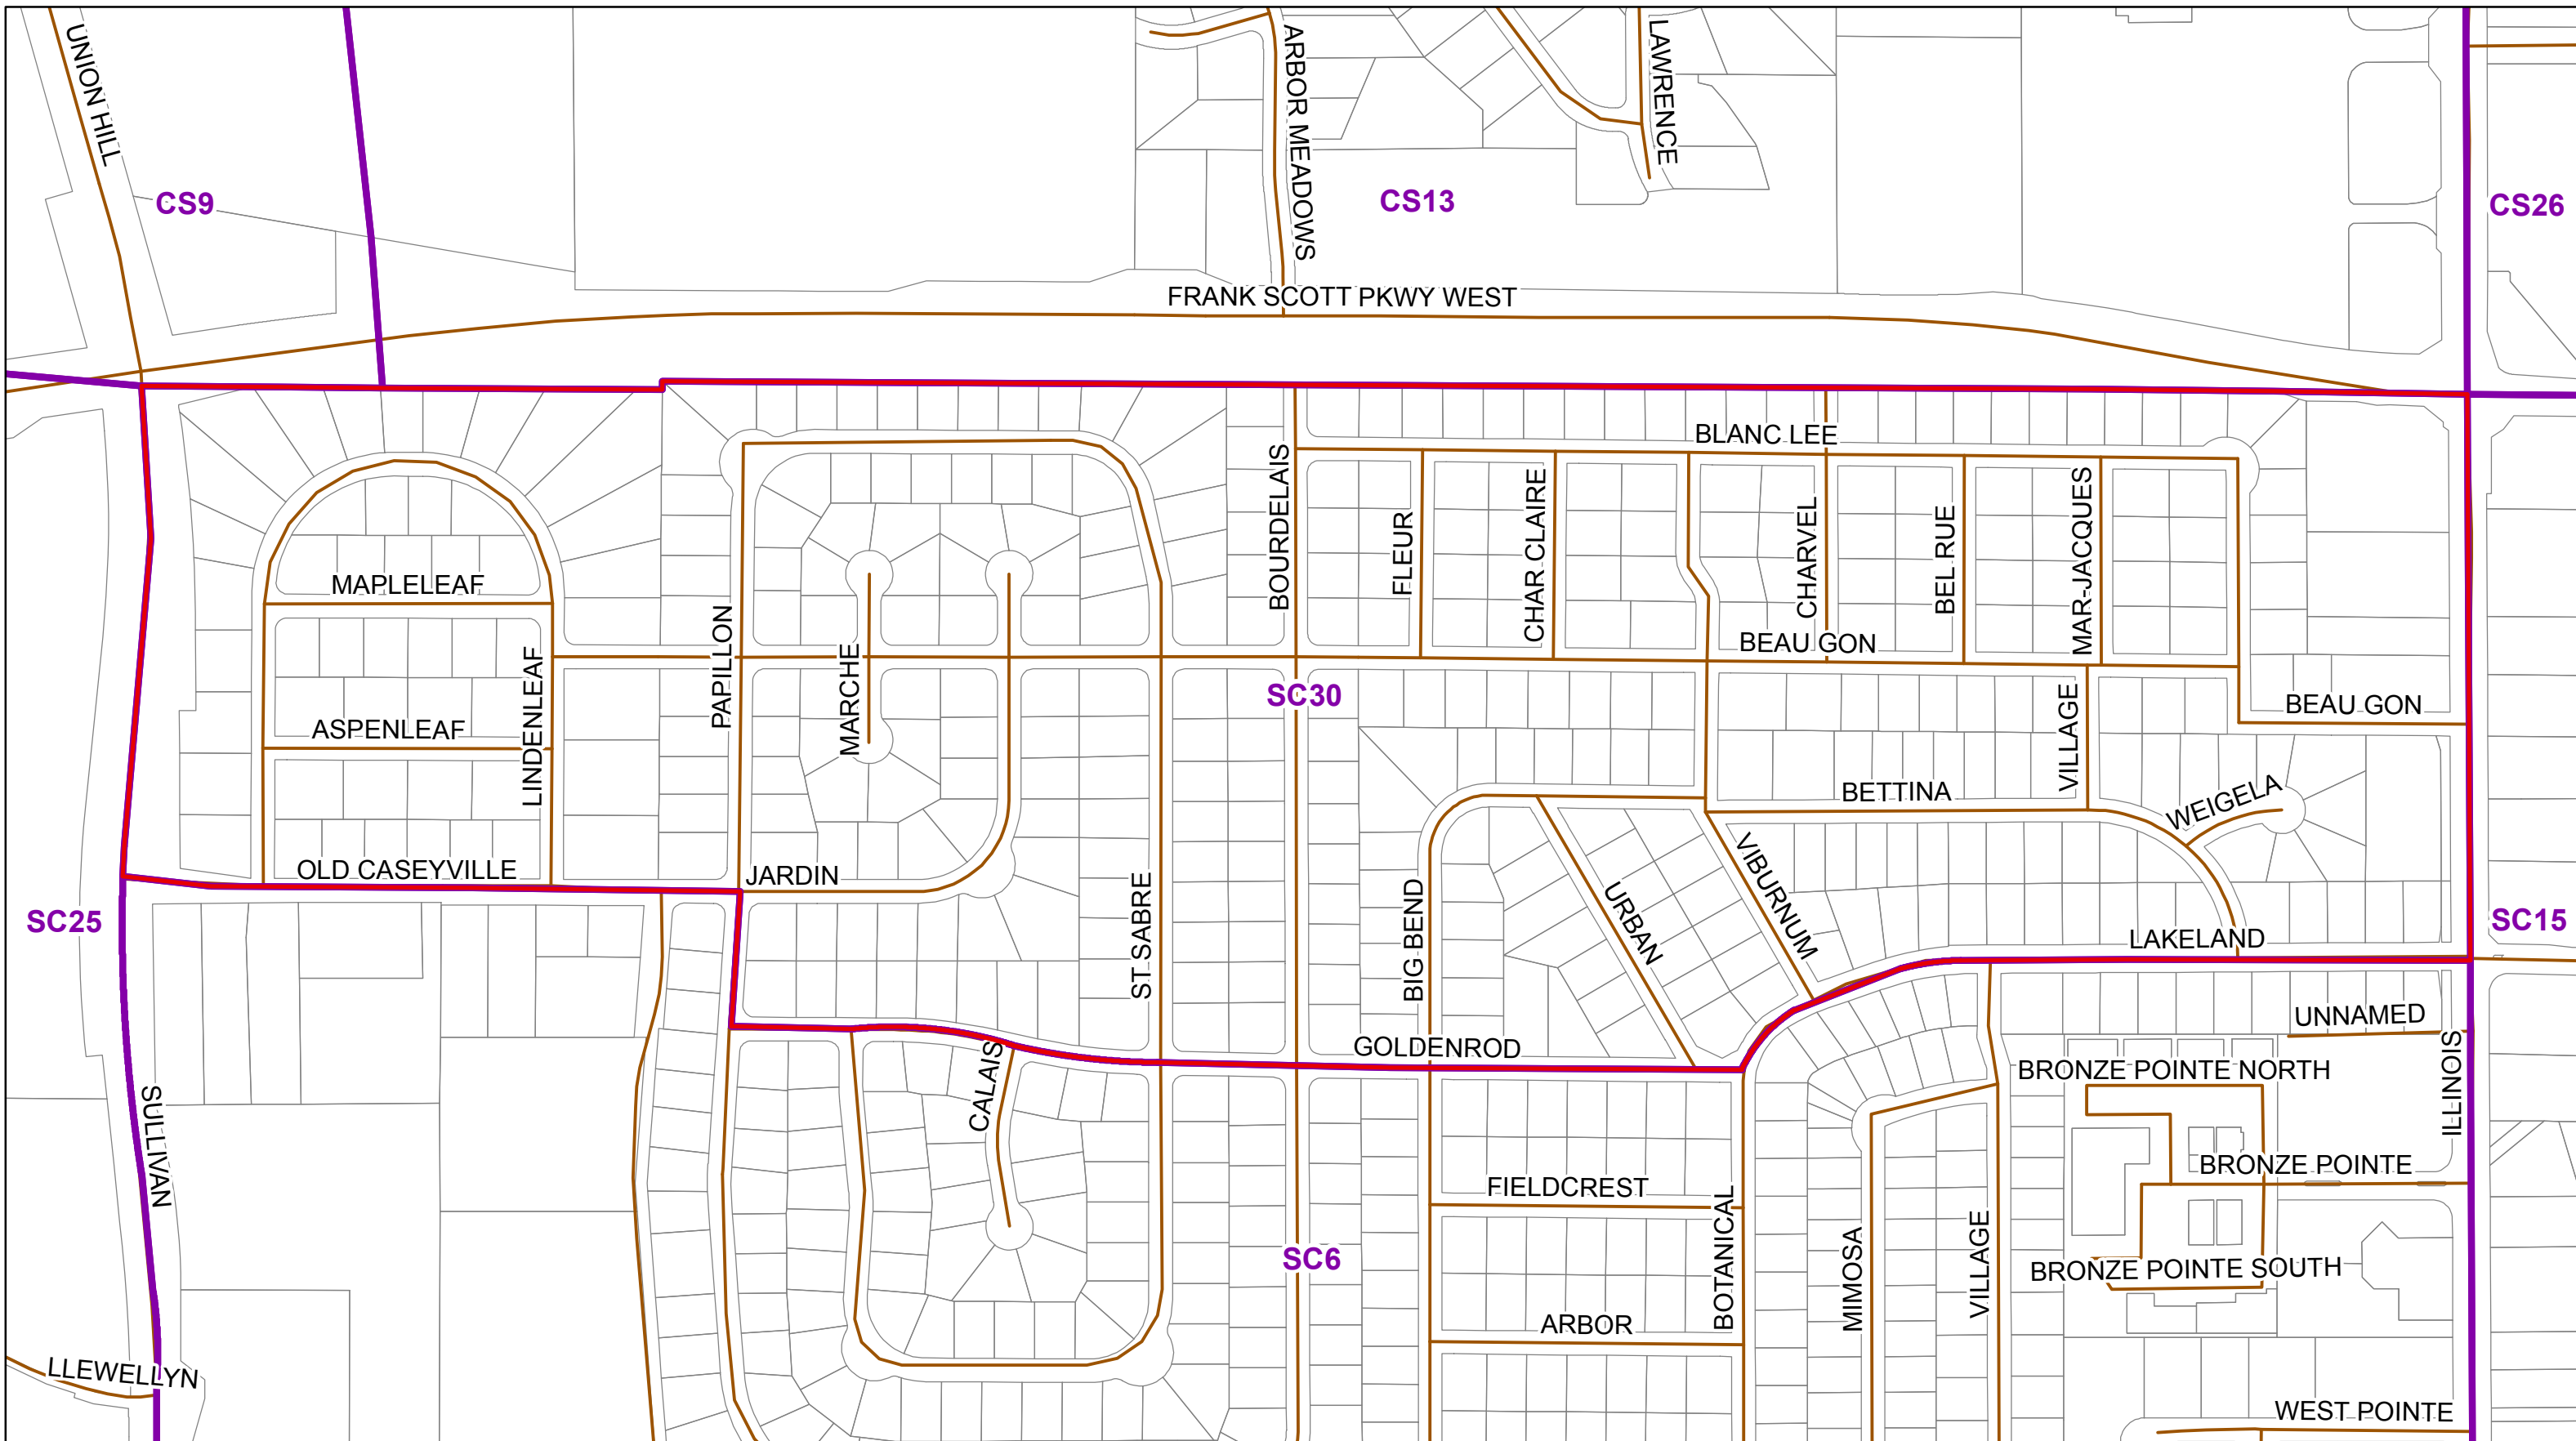 UNION HILL
ARBOR MEADOWS
LAWRENCE
CS9
CS13
CS26
FRANK SCOTT PKWY WEST
BLANC LEE
BOURDELAIS
FLEUR
CHAR CLAIRE
CHARVEL
BEL RUE
MAR-JACQUES
MAPLELEAF
BEAU GON
LINDENLEAF
PAPILLON
MARCHE
SC30
VILLAGE
BEAU GON
ASPENLEAF
BETTINA
WEIGELA
OLD CASEYVILLE
JARDIN
VIBURNUM
URBAN
SC25
ST SABRE
BIG BEND
SC15
LAKELAND
UNNAMED
GOLDENROD
CALAIS
BRONZE POINTE NORTH
ILLINOIS
SULLIVAN
BRONZE POINTE
FIELDCREST
BOTANICAL
MIMOSA
VILLAGE
SC6
BRONZE POINTE SOUTH
ARBOR
LLEWELLYN
WEST POINTE